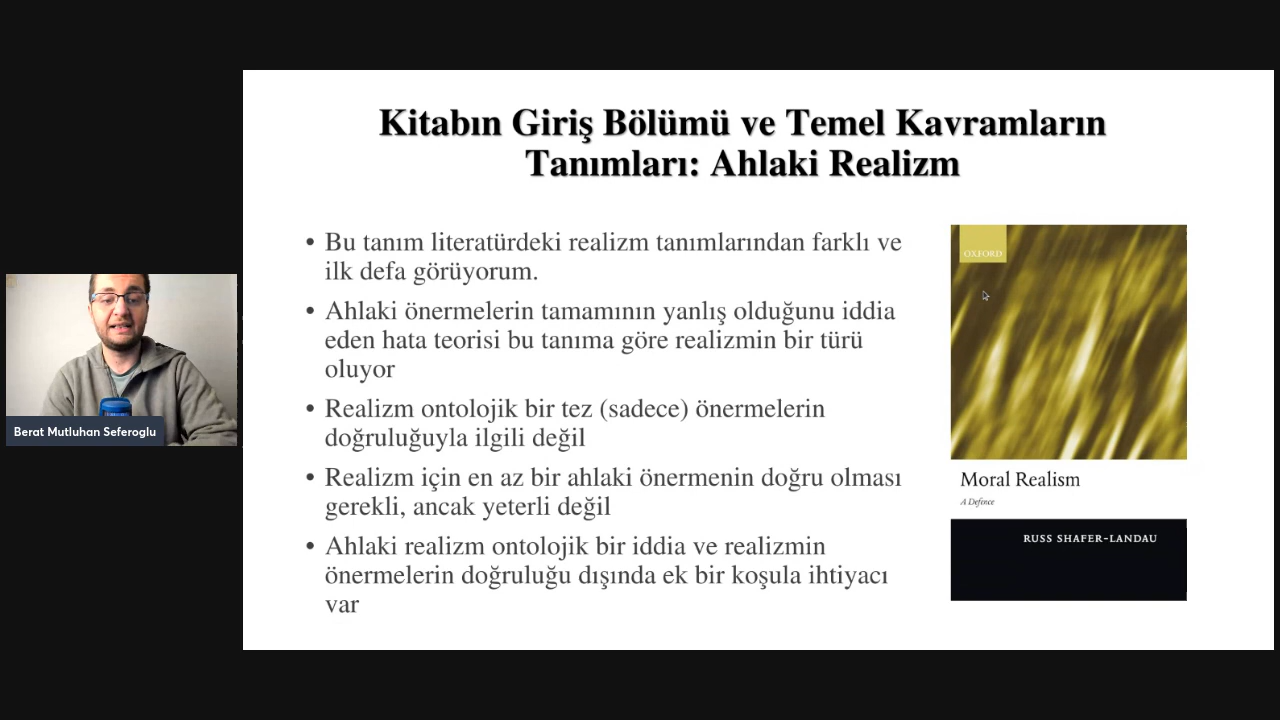 Kitabın Giriş Bölümü ve Temel Kavramların
Tanımları: Ahlaki Realizm
• Bu tanım literatürdeki realizm tanımlarından farklı ve
ilk defa görüyorum.
• Ahlaki önermelerin tamamının yanlış olduğunu iddia
eden hata teorisi bu tanıma göre realizmin bir türü
oluyor
• Realizm ontolojik bir tez (sadece) önermelerin
doğruluğuyla ilgili değil
• Realizm için en az bir ahlaki önermenin doğru olması
gerekli, ancak yeterli değil
• Ahlaki realizm ontolojik bir iddia ve realizmin
önermelerin doğruluğu dışında ek bir koşula ihtiyacı
var
OXFORD
Moral Realism
A Defence
RUSS SHAFER-LANDAU
Berat Mutluhan Seferoglu